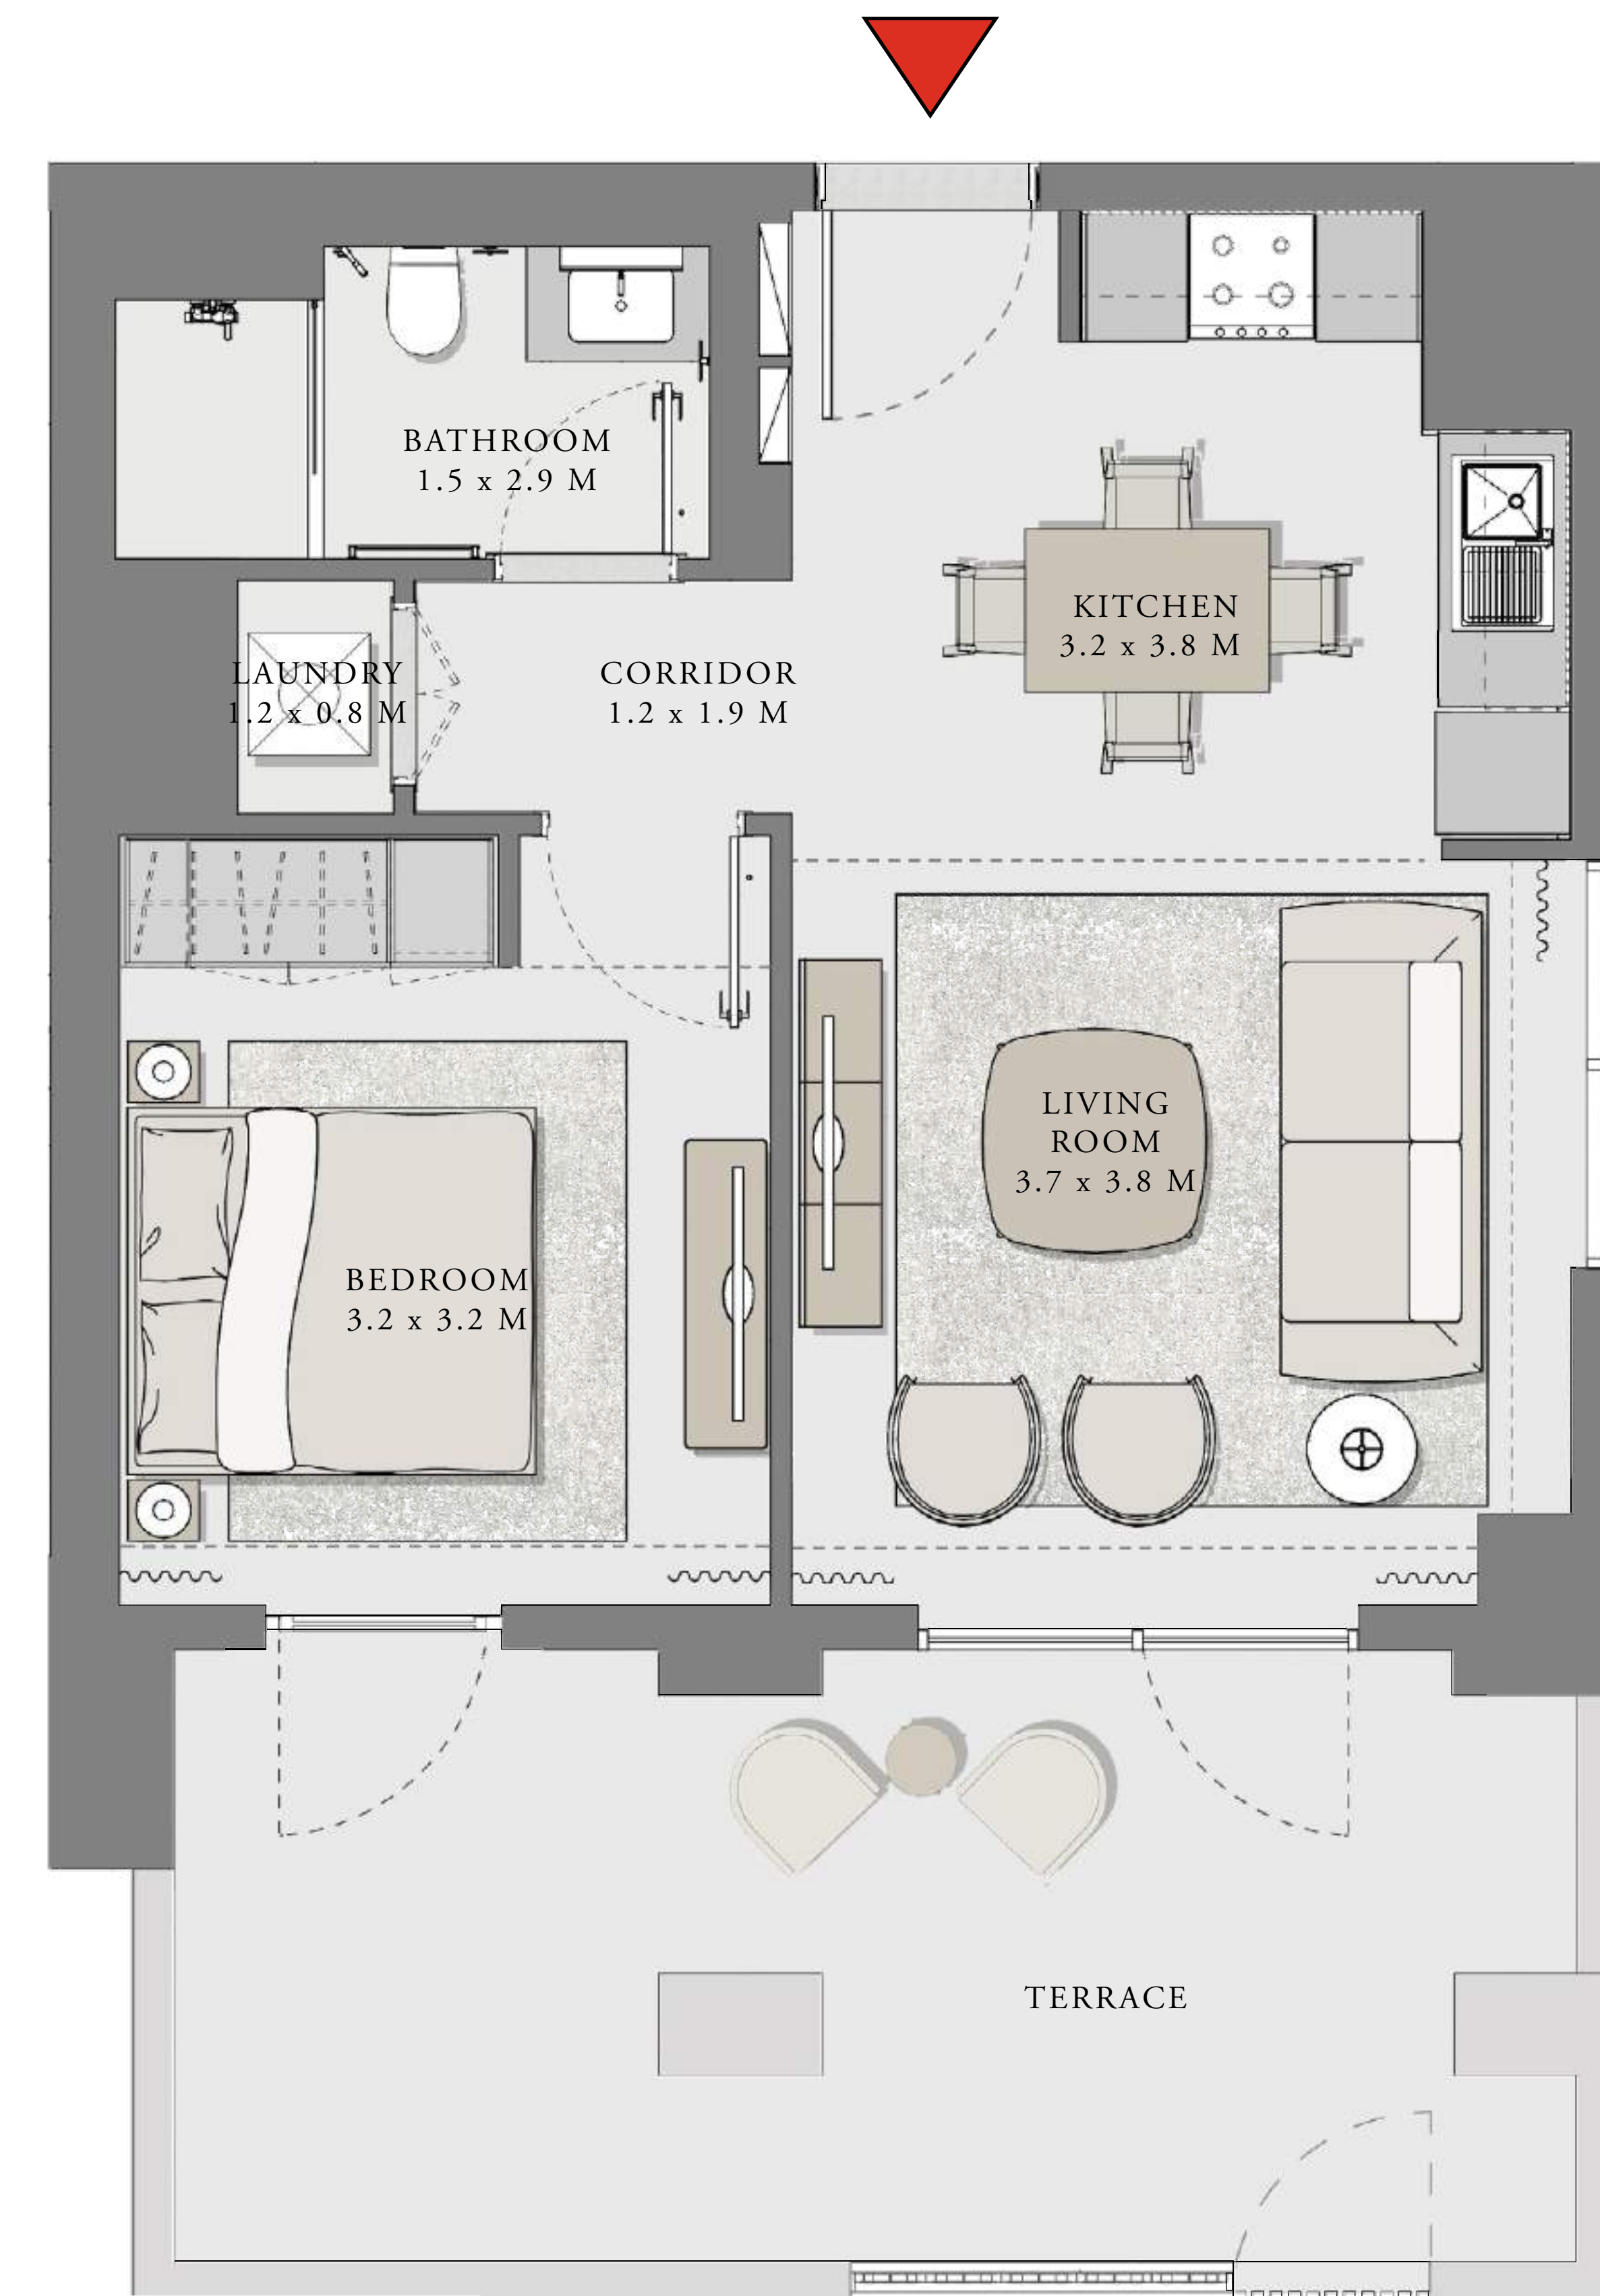 BATHROOM
1.5 x 2.9 M
KITCHEN
3.2 x 3.8 M
LAUNDRY
1.2 x 0.8 M
CORRIDOR
1.2 x 1.9 M
LIVING
ROOM
3.7 x 3.8 M
BEDROOM
3.2 x 3.2 M
TERRACE